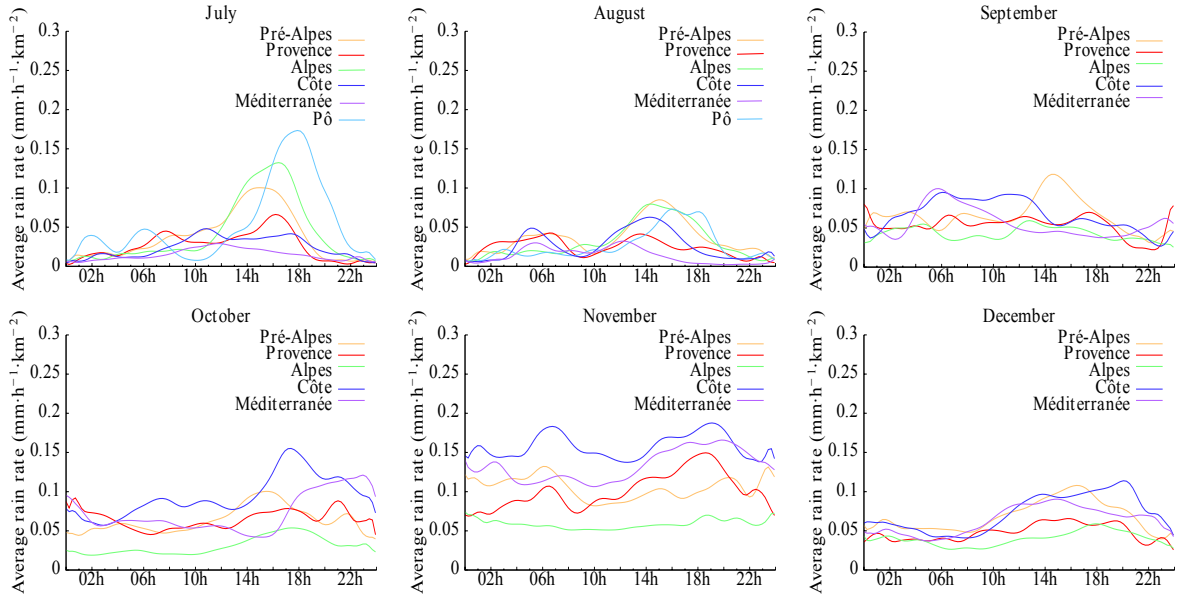 July
Average rain rate (mm·h⁻¹·km⁻²)
0.3
0.25
0.2
0.15
0.1
0.05
0
Pré-Alpes
Provence
Alpes
Côte
Méditerranée
Pô
02h 06h 10h 14h 18h 22h
August
Average rain rate (mm·h⁻¹·km⁻²)
0.3
0.25
0.2
0.15
0.1
0.05
0
Pré-Alpes
Provence
Alpes
Côte
Méditerranée
Pô
02h 06h 10h 14h 18h 22h
September
Average rain rate (mm·h⁻¹·km⁻²)
0.3
0.25
0.2
0.15
0.1
0.05
0
Pré-Alpes
Provence
Alpes
Côte
Méditerranée
02h 06h 10h 14h 18h 22h
October
Average rain rate (mm·h⁻¹·km⁻²)
0.3
0.25
0.2
0.15
0.1
0.05
0
Pré-Alpes
Provence
Alpes
Côte
Méditerranée
02h 06h 10h 14h 18h 22h
November
Average rain rate (mm·h⁻¹·km⁻²)
0.3
0.25
0.2
0.15
0.1
0.05
0
Pré-Alpes
Provence
Alpes
Côte
Méditerranée
02h 06h 10h 14h 18h 22h
December
Average rain rate (mm·h⁻¹·km⁻²)
0.3
0.25
0.2
0.15
0.1
0.05
0
Pré-Alpes
Provence
Alpes
Côte
Méditerranée
02h 06h 10h 14h 18h 22h